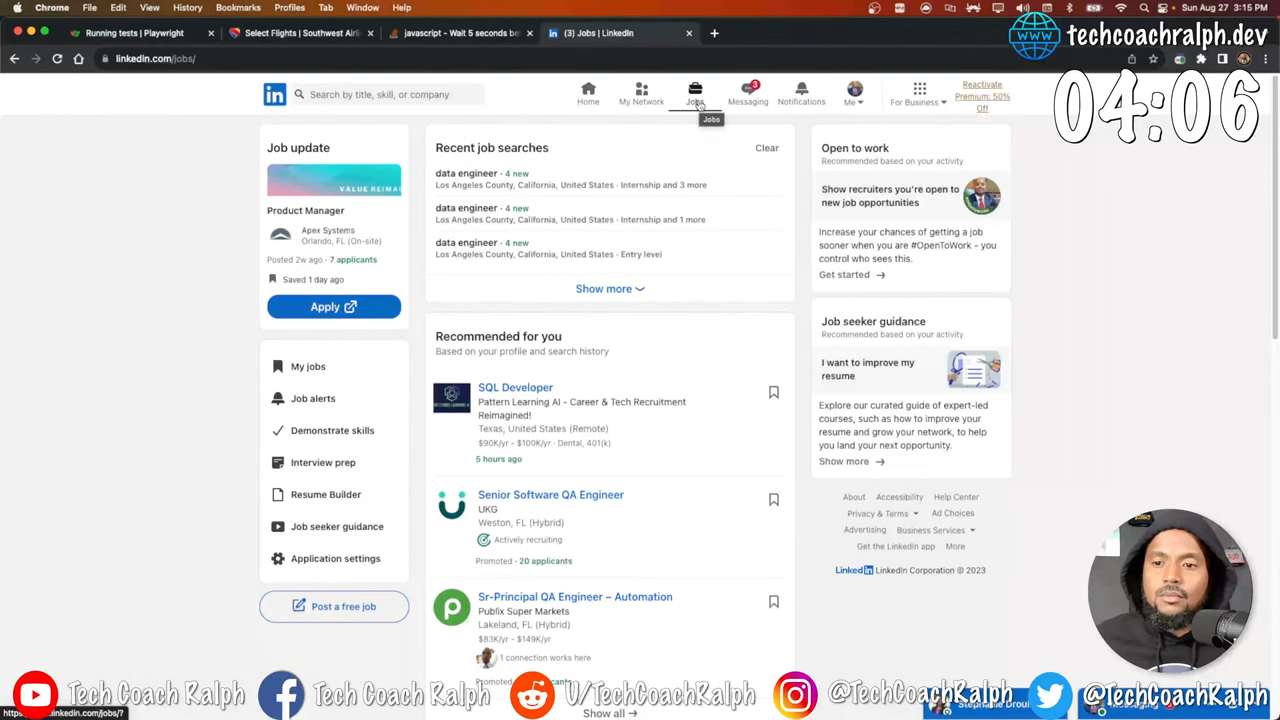 Chrome File Edit View History Bookmarks Profiles Tab Window Help
Sun Aug 27 3:15 PM
Running tests | Playwright
Select Flights | Southwest Airli
javascript - Wait 5 seconds be
(3) Jobs | LinkedIn
WWW techcoachralph.dev
linkedin.com/jobs/
04:06
in Search by title, skill, or company
Home
My Network
Jobs
3
Messaging
Notifications
Me
For Business
Reactivate
Premium: 50%
Off
Jobs
Job update
VALUE REIMA
Product Manager
Apex Systems
Orlando, FL (On-site)
Posted 2w ago · 7 applicants
Saved 1 day ago
Apply
My jobs
Job alerts
Demonstrate skills
Interview prep
Resume Builder
Job seeker guidance
Application settings
Post a free job
Recent job searches
Clear
data engineer · 4 new
Los Angeles County, California, United States · Internship and 3 more
data engineer · 4 new
Los Angeles County, California, United States · Internship and 1 more
data engineer · 4 new
Los Angeles County, California, United States · Entry level
Show more
Recommended for you
Based on your profile and search history
SQL Developer
Pattern Learning AI - Career & Tech Recruitment
Reimagined!
Texas, United States (Remote)
$90K/yr - $100K/yr · Dental, 401(k)
5 hours ago
Senior Software QA Engineer
UKG
Weston, FL (Hybrid)
Actively recruiting
Promoted · 20 applicants
Sr-Principal QA Engineer – Automation
Publix Super Markets
Lakeland, FL (Hybrid)
$83K/yr - $149K/yr
1 connection works here
Show all →
Open to work
Recommended based on your activity
Show recruiters you're open to
new job opportunities
Increase your chances of getting a job
sooner when you are #OpenToWork - you
control who sees this.
Get started →
Job seeker guidance
Recommended based on your activity
I want to improve my
resume
Explore our curated guide of expert-led
courses, such as how to improve your
resume and grow your network, to help
you land your next opportunity.
Show more →
About Accessibility Help Center
Privacy & Terms Ad Choices
Advertising Business Services
Get the LinkedIn app More
LinkedIn LinkedIn Corporation © 2023
Tech Coach Ralph
Tech Coach Ralph
U/TechCoachRalph
@TechCoachRalph
@TechCoachRalph